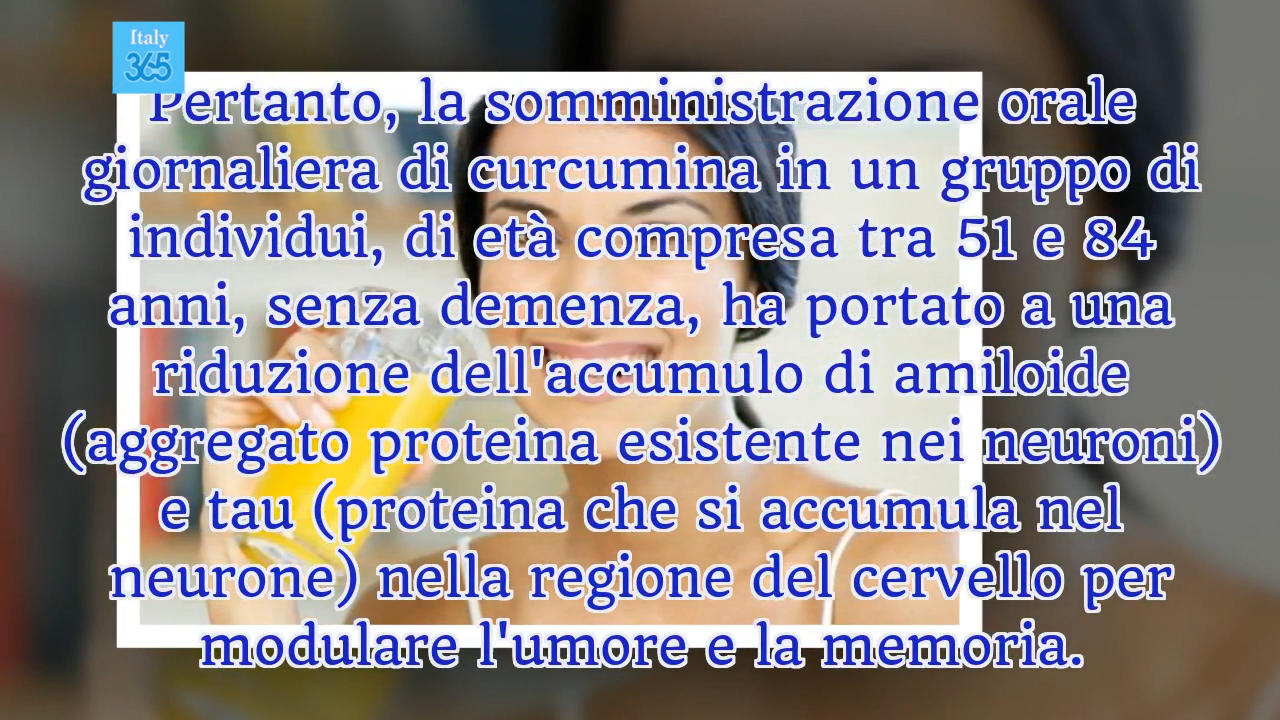 Italy
365
Pertanto, la somministrazione orale
giornaliera di curcumina in un gruppo di
individui, di età compresa tra 51 e 84
anni, senza demenza, ha portato a una
riduzione dell'accumulo di amiloide
(aggregato proteina esistente nei neuroni)
e tau (proteina che si accumula nel
neurone) nella regione del cervello per
modulare l'umore e la memoria.